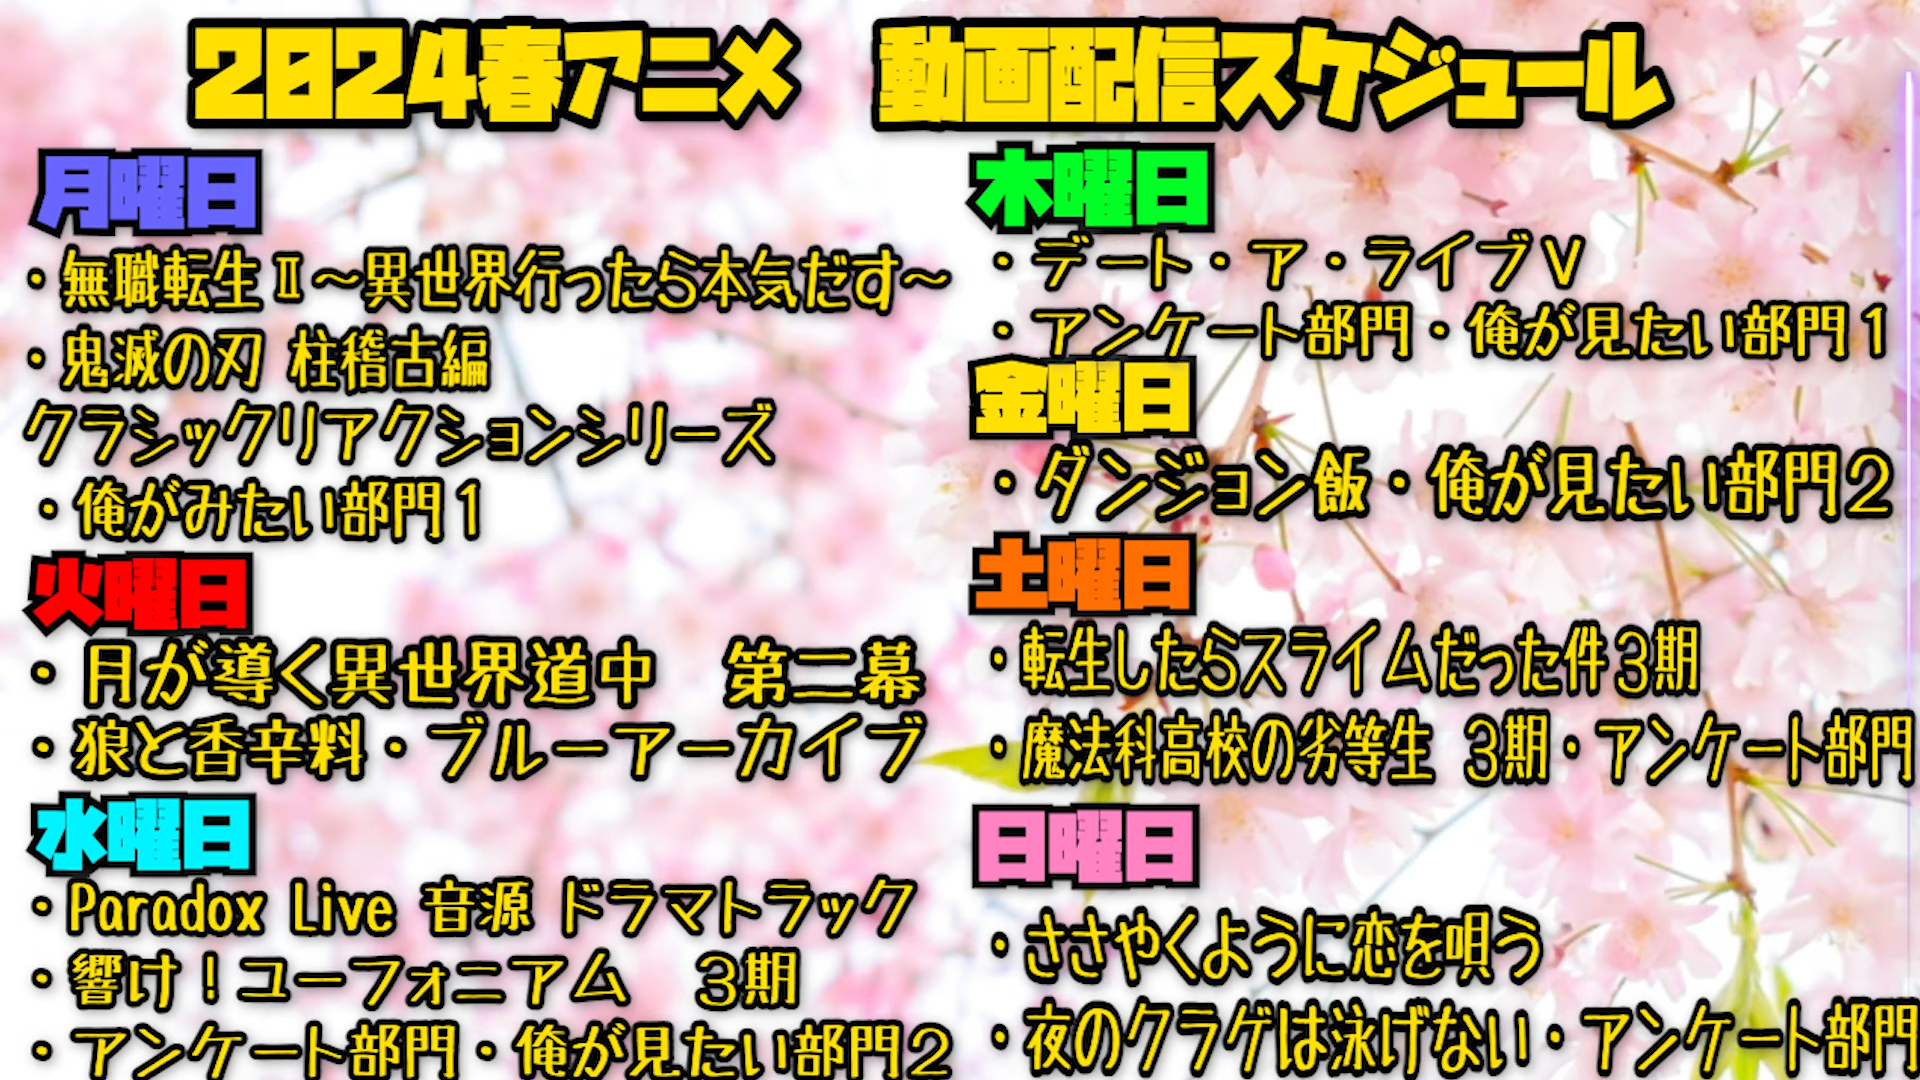 2024春アニメ　動画配信スケジュール
月曜日
・無職転生Ⅱ～異世界行ったら本気だす～
・鬼滅の刃 柱稽古編
クラシックリアクションシリーズ
・俺がみたい部門１
火曜日
・月が導く異世界道中　第二幕
・狼と香辛料・ブルーアーカイブ
水曜日
・Paradox Live 音源 ドラマトラック
・響け！ユーフォニアム　３期
・アンケート部門・俺が見たい部門２
木曜日
・デート・ア・ライブⅤ
・アンケート部門・俺が見たい部門１
金曜日
・ダンジョン飯・俺が見たい部門２
土曜日
・転生したらスライムだった件３期
・魔法科高校の劣等生 ３期・アンケート部門
日曜日
・ささやくように恋を唄う
・夜のクラゲは泳げない・アンケート部門